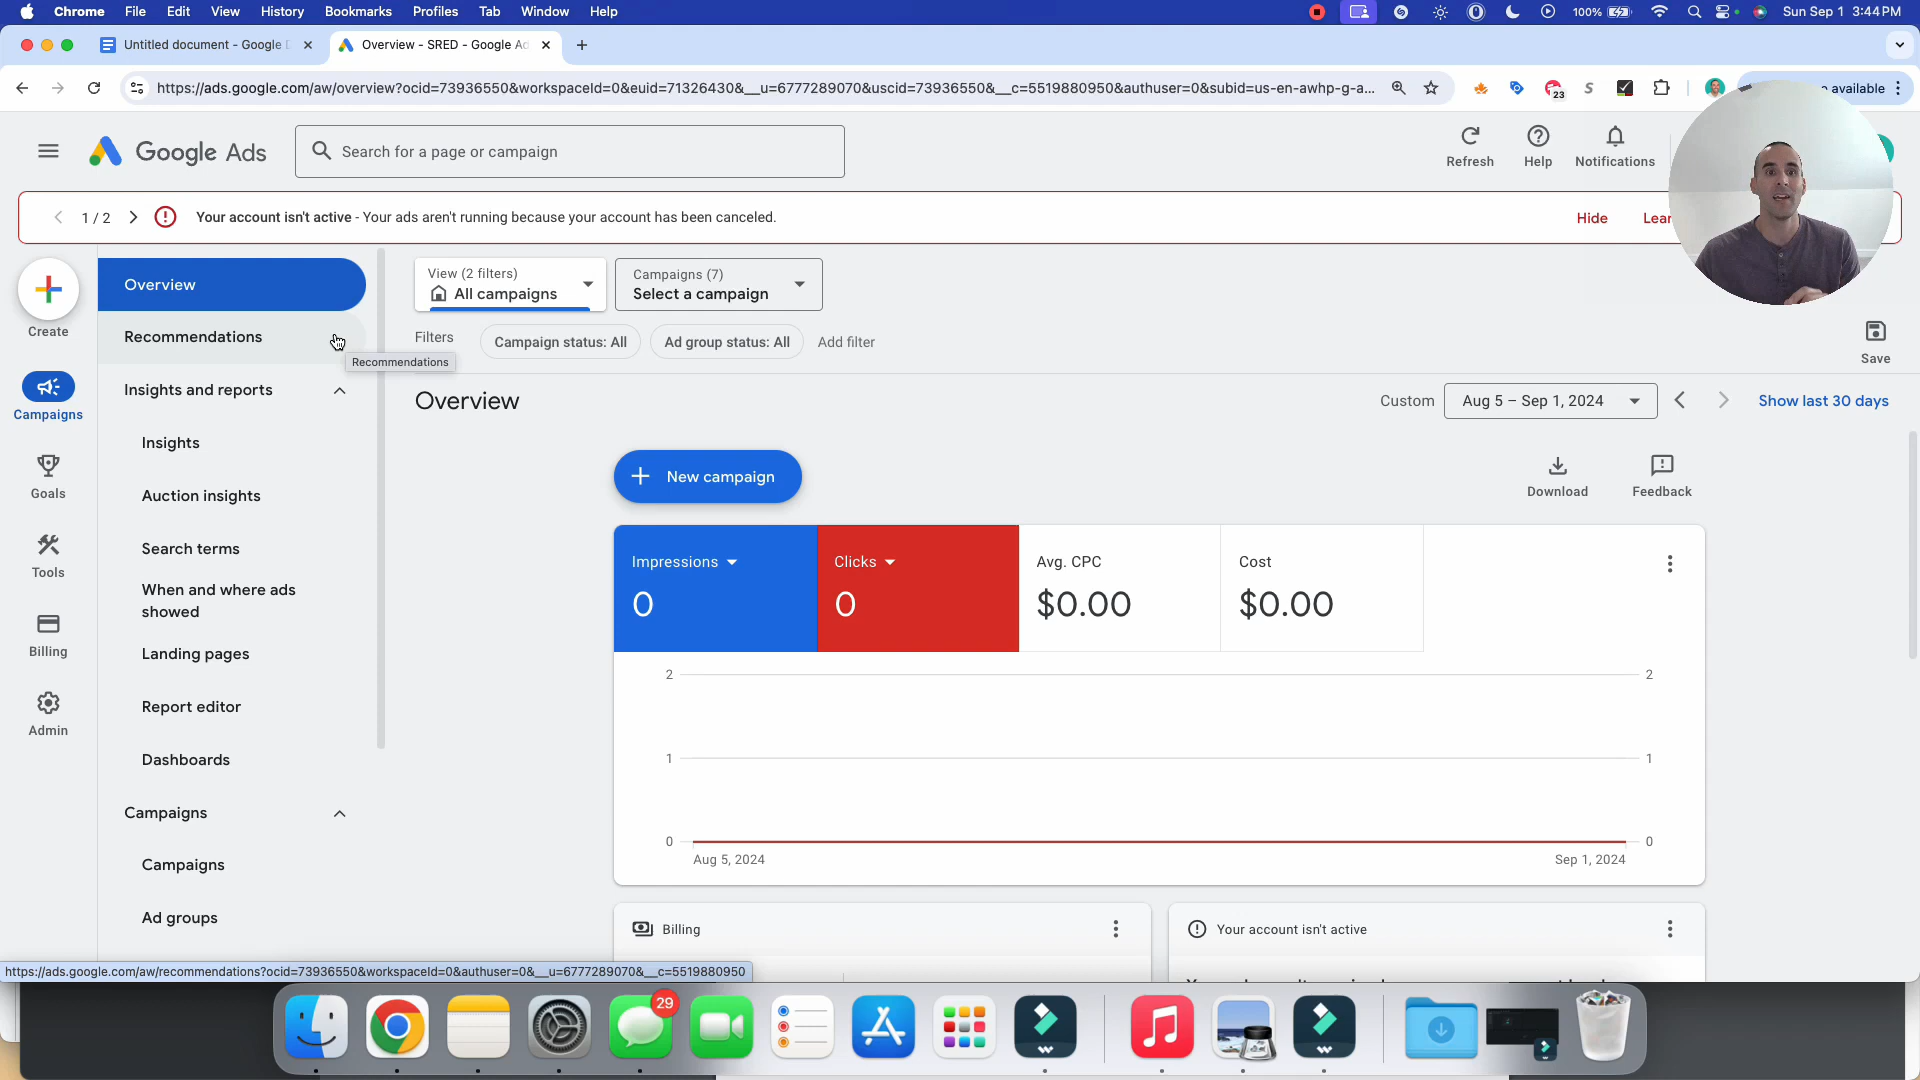 Chrome File Edit View History Bookmarks Profiles Tab Window Help 100% Sun Sep 1 3:44 PM
Untitled document - Google Overview - SRED - Google Ad
https://ads.google.com/aw/overview?ocid=73936550&workspaceId=0&euid=71326430&__u=6777289070&uscid=73936550&__c=5519880950&authuser=0&subid=us-en-awhp-g-a... 23 available
Google Ads Search for a page or campaign Refresh Help Notifications
1 / 2 Your account isn't active - Your ads aren't running because your account has been canceled. Hide
Create
Campaigns
Goals
Tools
Billing
Admin
Overview
Recommendations
Recommendations
Insights and reports
Insights
Auction insights
Search terms
When and where ads
showed
Landing pages
Report editor
Dashboards
Campaigns
Campaigns
Ad groups
View (2 filters)
All campaigns
Campaigns (7)
Select a campaign
Filters Campaign status: All Ad group status: All Add filter
Save
Overview Custom Aug 5 – Sep 1, 2024 Show last 30 days
New campaign Download Feedback
Impressions Clicks Avg. CPC Cost
0 0 $0.00 $0.00
2 2
1 1
0 0
Aug 5, 2024 Sep 1, 2024
Billing Your account isn't active
https://ads.google.com/aw/recommendations?ocid=73936550&workspaceId=0&authuser=0&__u=6777289070&__c=5519880950
29